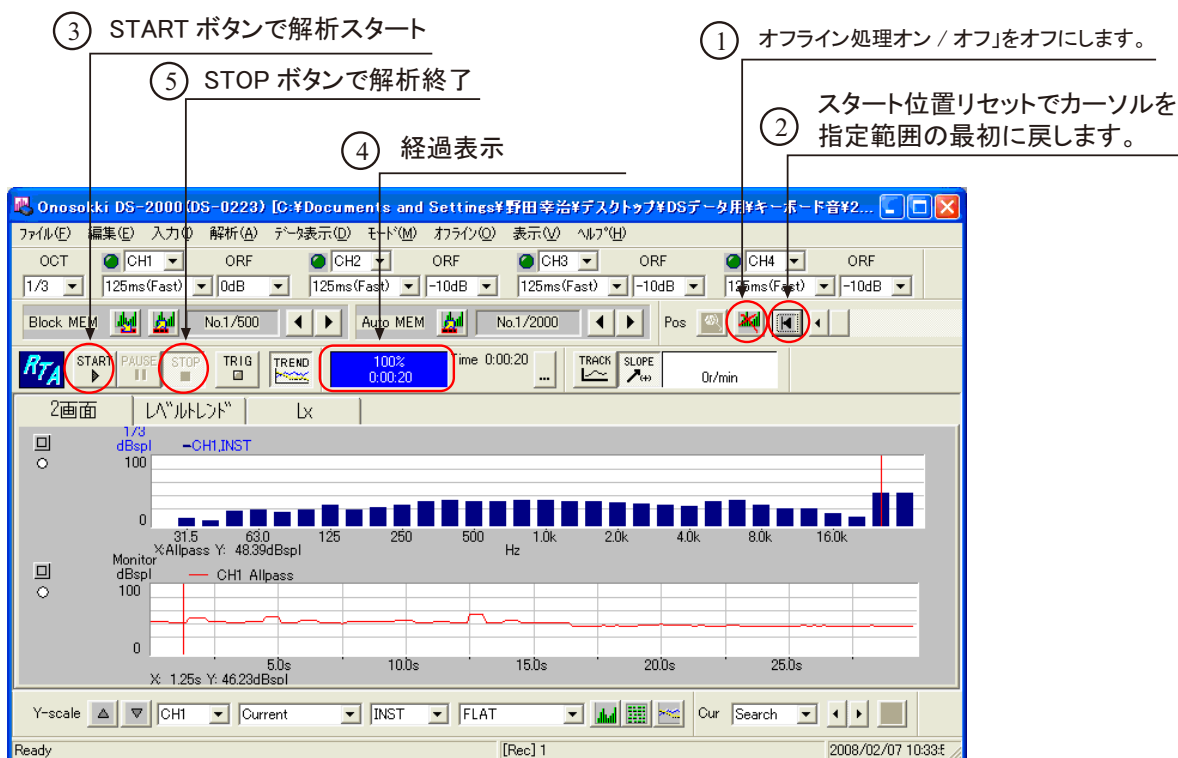 ③ START ボタンで解析スタート
① オフライン処理オン / オフ」をオフにします。
⑤ STOP ボタンで解析終了
② スタート位置リセットでカーソルを
指定範囲の最初に戻します。
④ 経過表示
Onosokki DS-2000(DS-0223) [C:¥Documents and Settings¥野田幸治¥デスクトップ¥DSデータ用¥キーボード音¥2...
ファイル(F) 編集(E) 入力(I) 解析(A) データ表示(D) モード(M) オフライン(O) 表示(V) ヘルプ(H)
OCT CH1 ORF CH2 ORF CH3 ORF CH4 ORF
1/3 125ms(Fast) 0dB 125ms(Fast) -10dB 125ms(Fast) -10dB 125ms(Fast) -10dB
Block MEM No.1/500 Auto MEM No.1/2000 Pos
RTA START PAUSE STOP TRIG TREND 100% Time 0:00:20 ... TRACK SLOPE (+)
0:00:20 0r/min
2画面 レベルトレンド Lx
1/3
dBspl CH1,INST
100
0
31.5 63.0 125 250 500 1.0k 2.0k 4.0k 8.0k 16.0k
X:Allpass Y: 48.39dBspl Hz
Monitor
dBspl CH1 Allpass
100
0
5.0s 10.0s 15.0s 20.0s 25.0s
X: 1.25s Y: 46.23dBspl
Y-scale CH1 Current INST FLAT Cur Search
Ready [Rec] 1 2008/02/07 10:33: